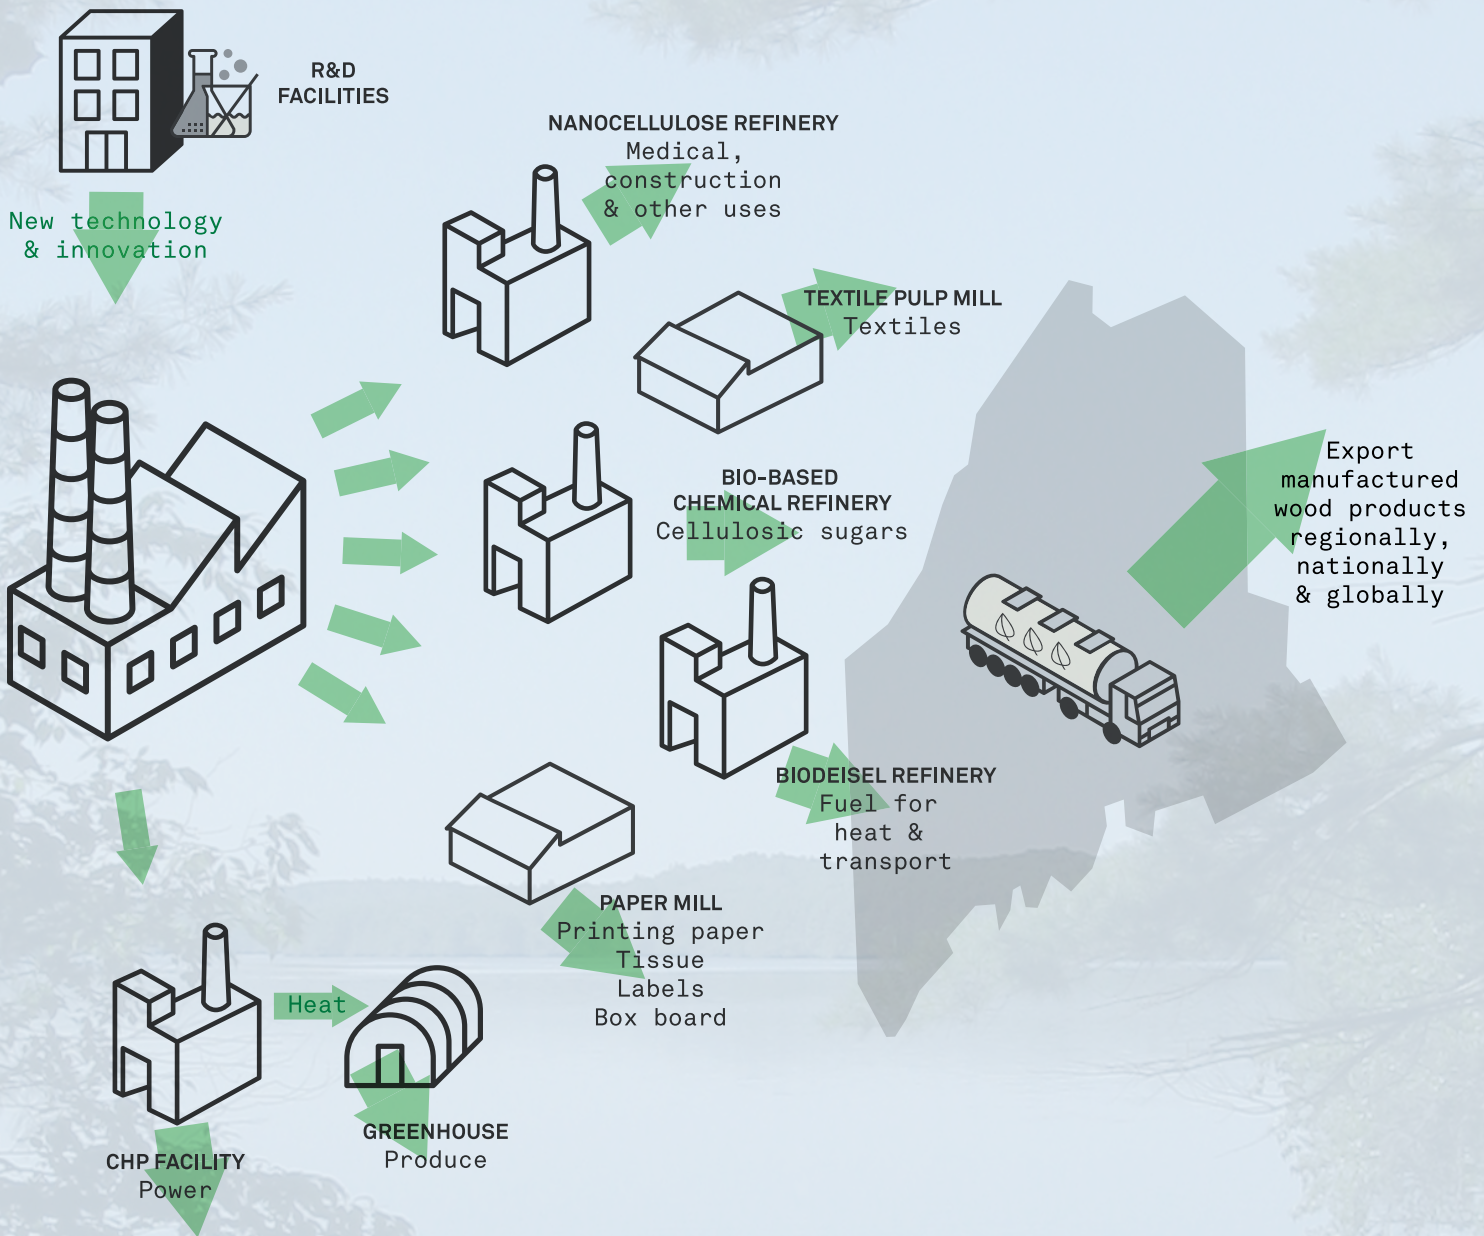 R&D
FACILITIES
New technology
& innovation
NANOCELLULOSE REFINERY
Medical,
construction
& other uses
TEXTILE PULP MILL
Textiles
BIO-BASED
CHEMICAL REFINERY
Cellulosic sugars
Export
manufactured
wood products
regionally,
nationally
& globally
BIODEISEL REFINERY
Fuel for
heat &
transport
PAPER MILL
Printing paper
Tissue
Labels
Box board
Heat
GREENHOUSE
Produce
CHP FACILITY
Power